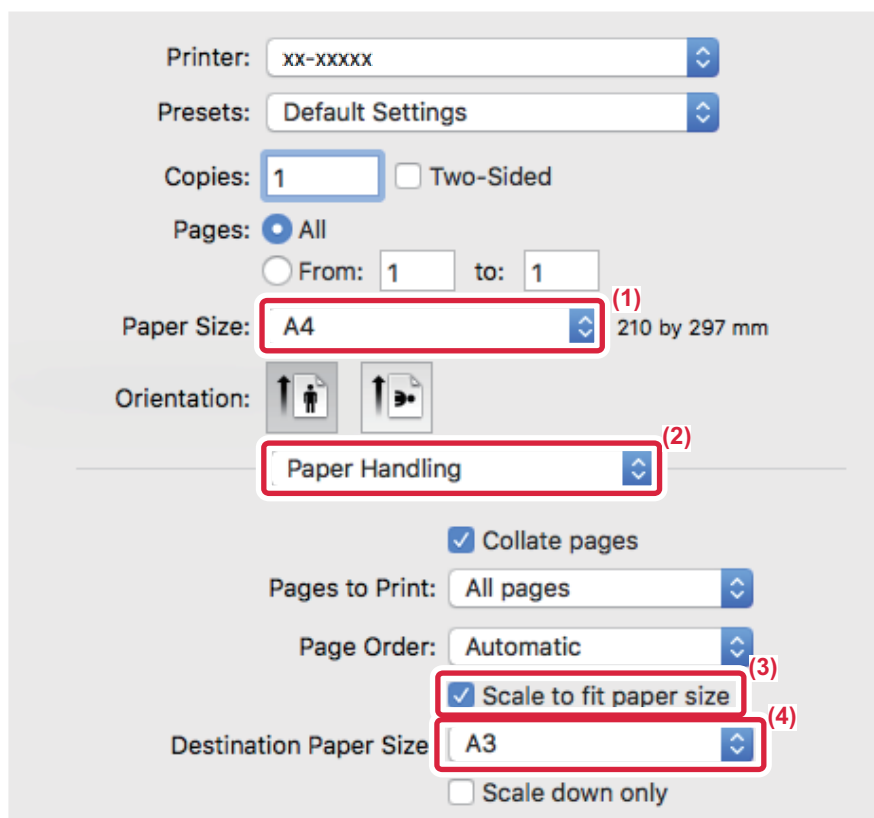 Printer: xx-xxxxx
Presets: Default Settings
Copies: 1 Two-Sided
Pages: All
From: 1 to: 1
(1)
Paper Size: A4 210 by 297 mm
Orientation:
(2)
Paper Handling
Collate pages
Pages to Print: All pages
Page Order: Automatic
(3)
Scale to fit paper size
(4)
Destination Paper Size A3
Scale down only